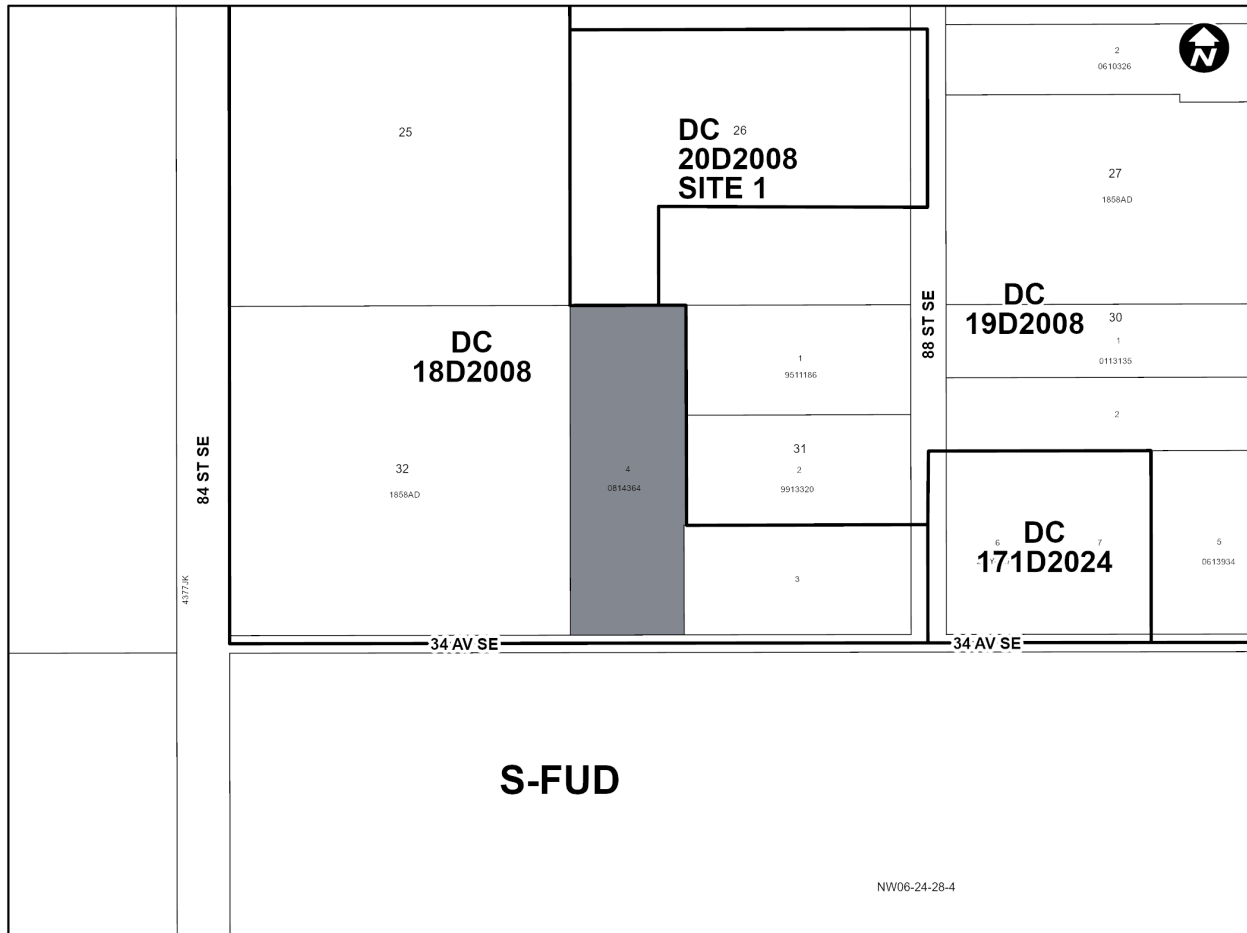 N
2
0610326
25
DC 26
20D2008
SITE 1
27
1858AD
DC
19D2008
30
1
0113135
88 ST SE
DC
18D2008
1
9511186
2
84 ST SE
32
1858AD
4
0814364
31
2
9913320
DC
171D2024
6
7
5
0613934
3
4377JK
34 AV SE
34 AV SE
S-FUD
NW06-24-28-4